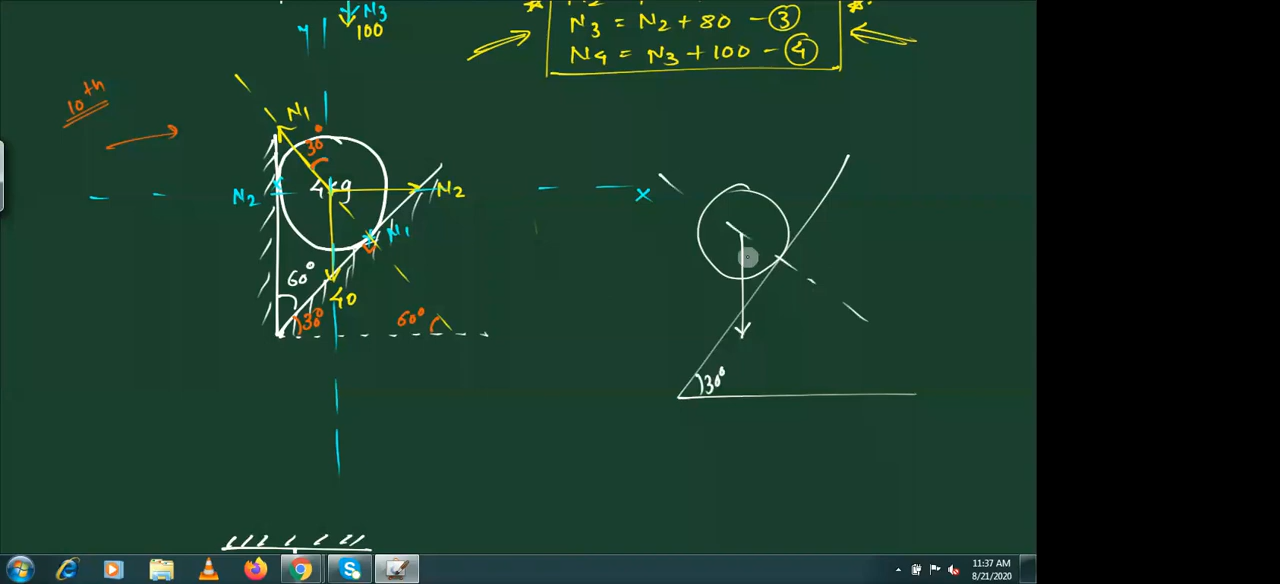 N3
100
y
N3 = N2 + 80 - 3
N4 = N3 + 100 - 4
10th
N1
30°
4kg
N2
N2
N1
x
60°
40
30°
60°
30°
11:37 AM
8/21/2020